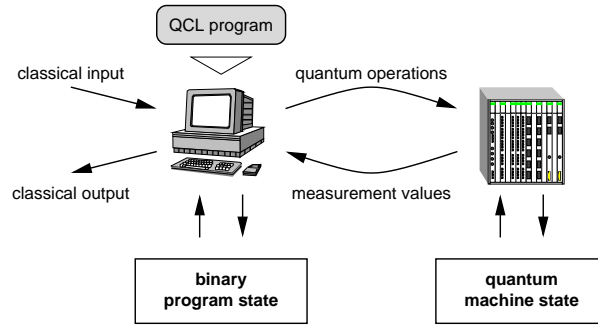 QCL program
classical input
quantum operations
classical output
measurement values
binary
program state
quantum
machine state